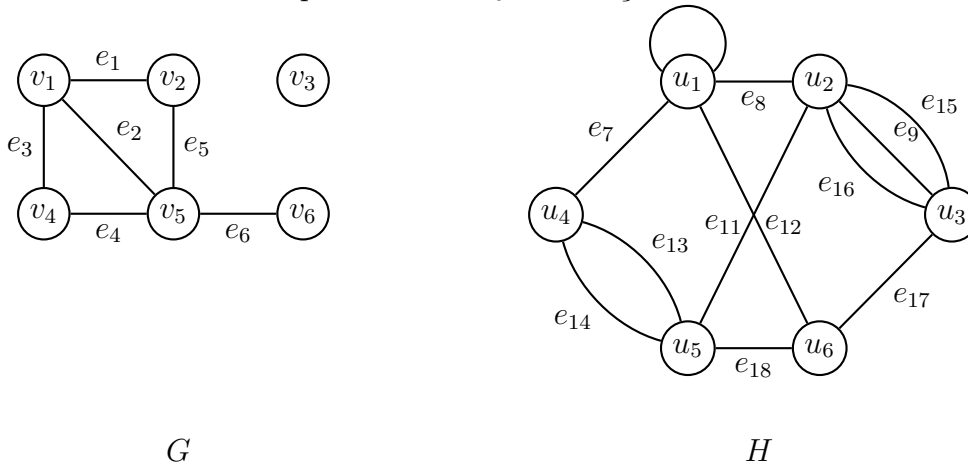 e₁
v₁ v₂ v₃
e₃ e₂ e₅
v₄ v₅ v₆
e₄ e₆
G
u₁ u₂
e₈ e₁₅
e₇ e₉
e₁₆
u₄ e₁₁ e₁₂ u₃
e₁₃
e₁₄ e₁₇
u₅ u₆
e₁₈
H